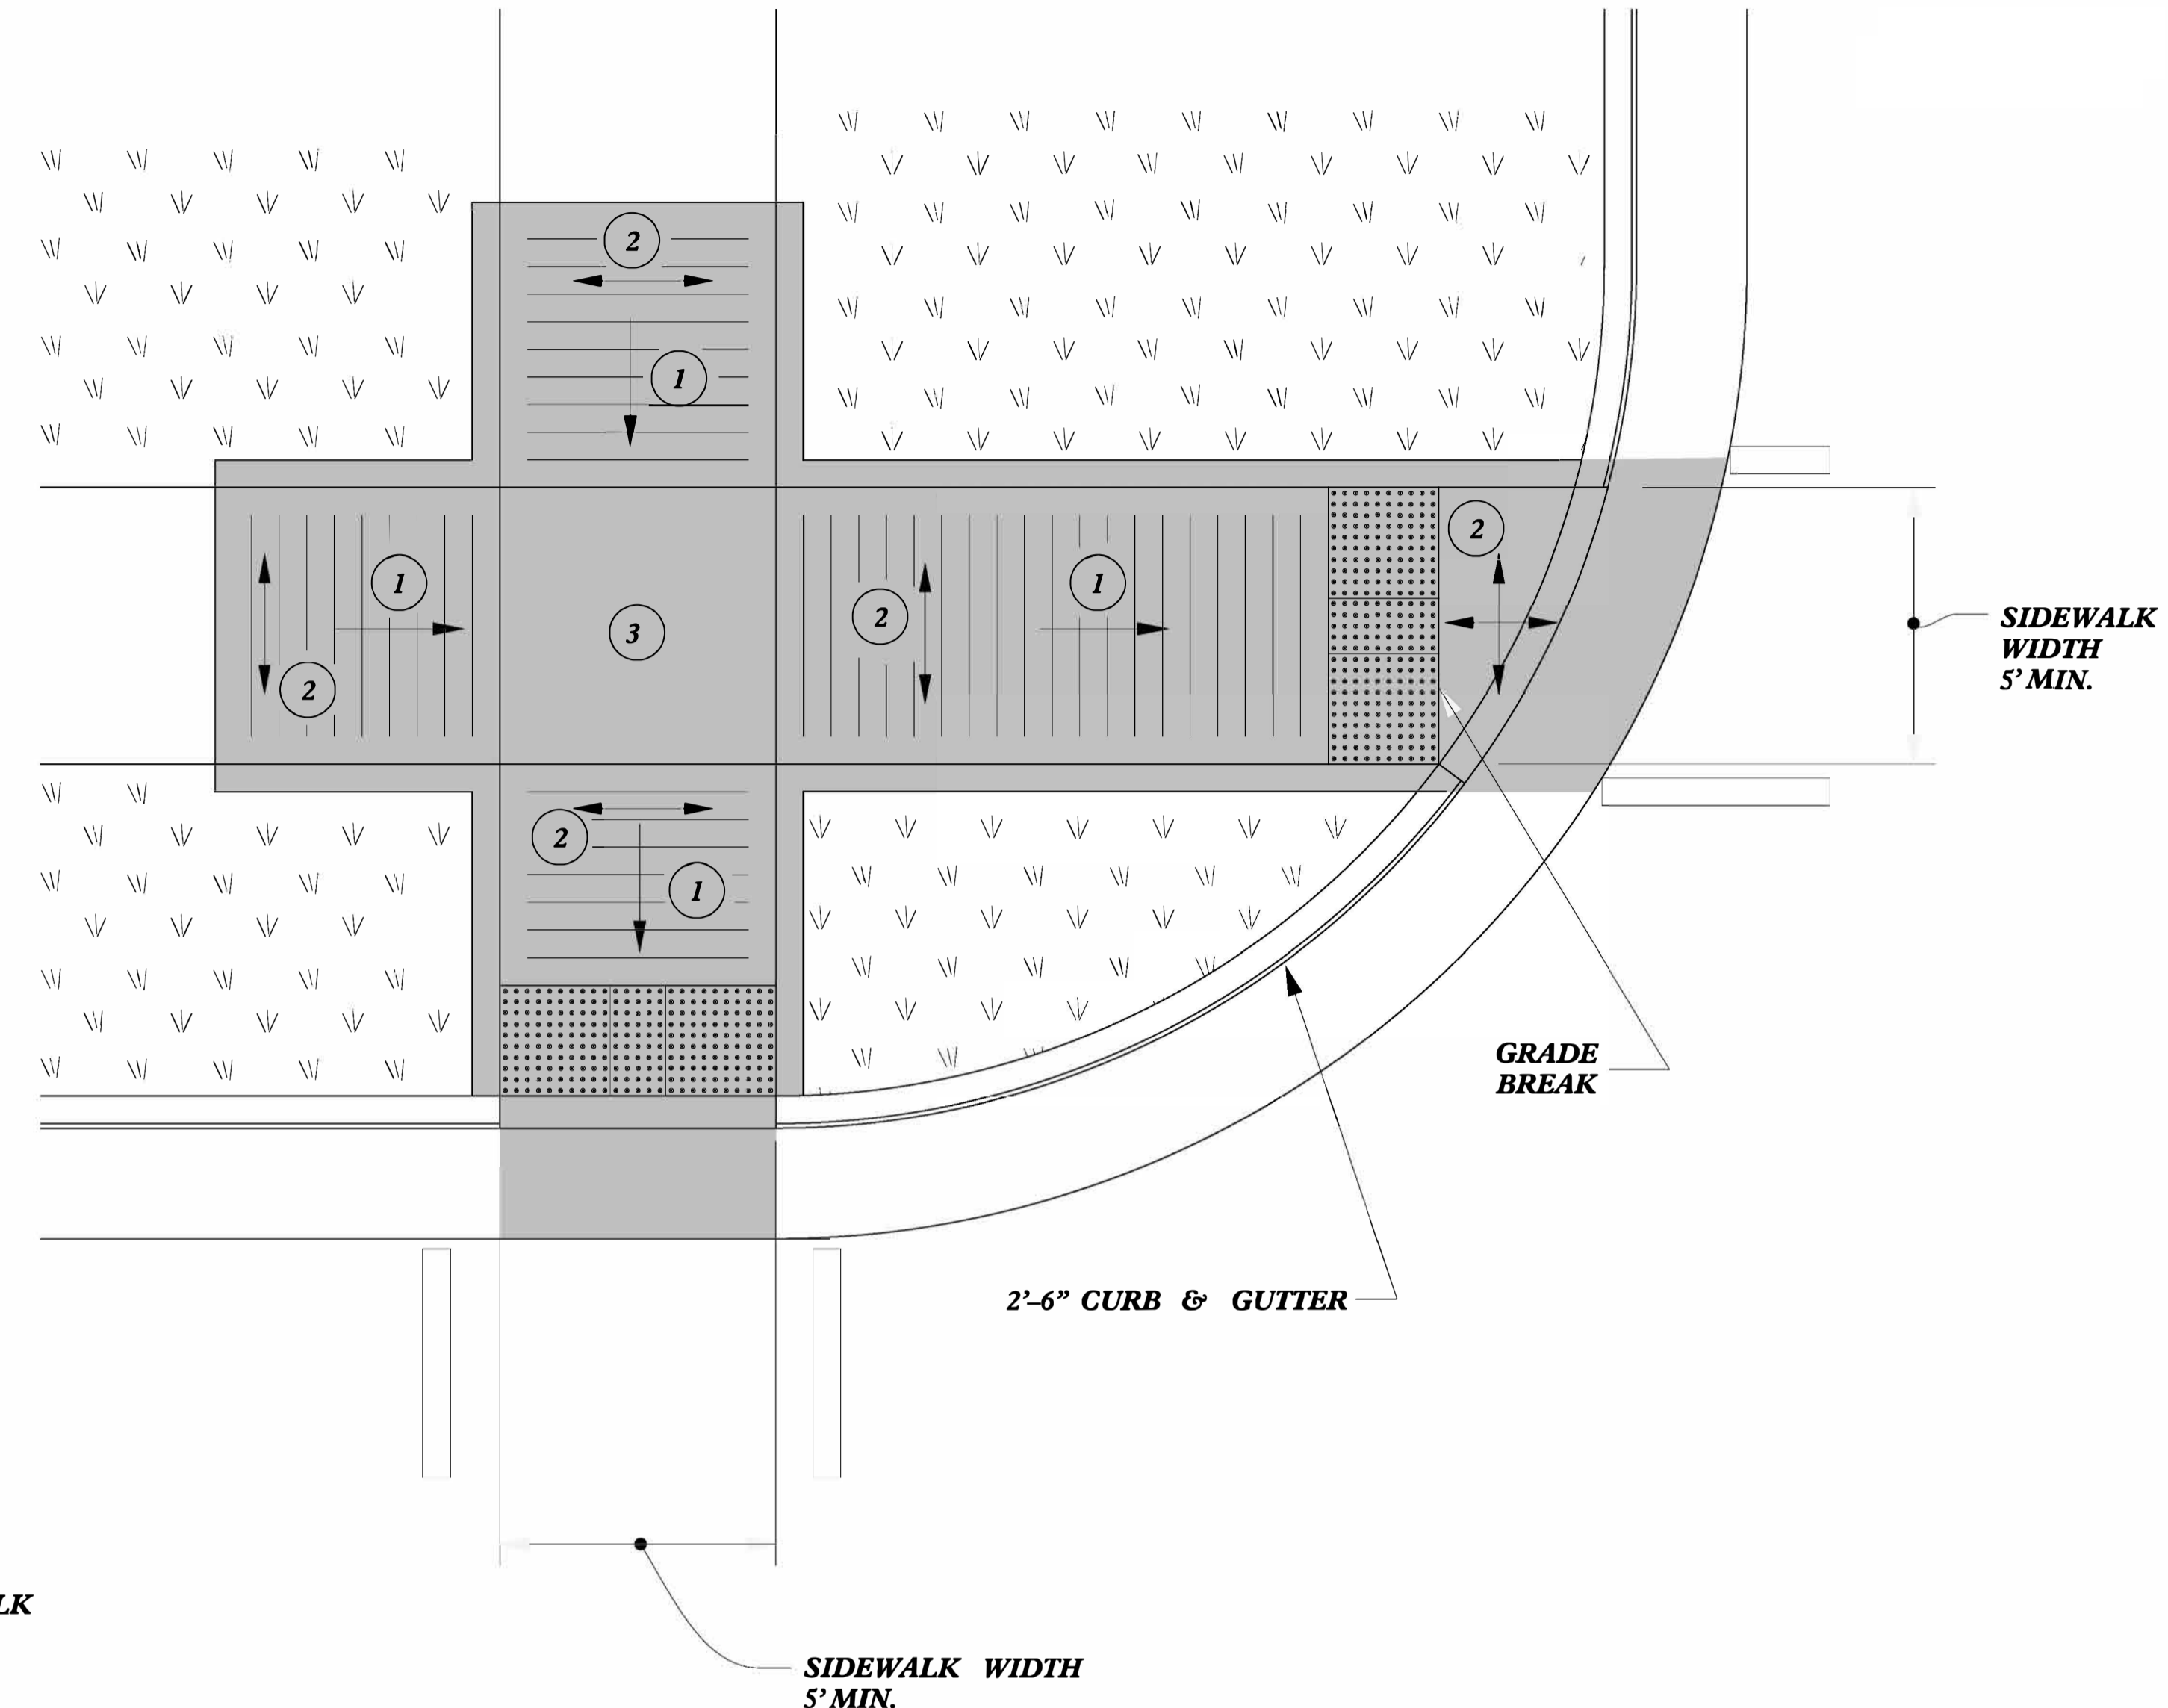 2
1
2
1
2
3
2
1
SIDEWALK
WIDTH
5' MIN.
2
1
GRADE
BREAK
2'–6" CURB & GUTTER
LK
SIDEWALK WIDTH
5' MIN.